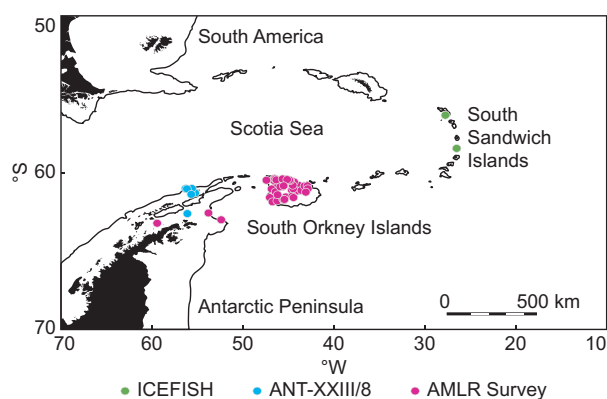 50
South America
Scotia Sea
South
Sandwich
Islands
°S
60
South Orkney Islands
Antarctic Peninsula
0 500 km
70
70 60 50 40 30 20 10
°W
ICEFISH ANT-XXIII/8 AMLR Survey